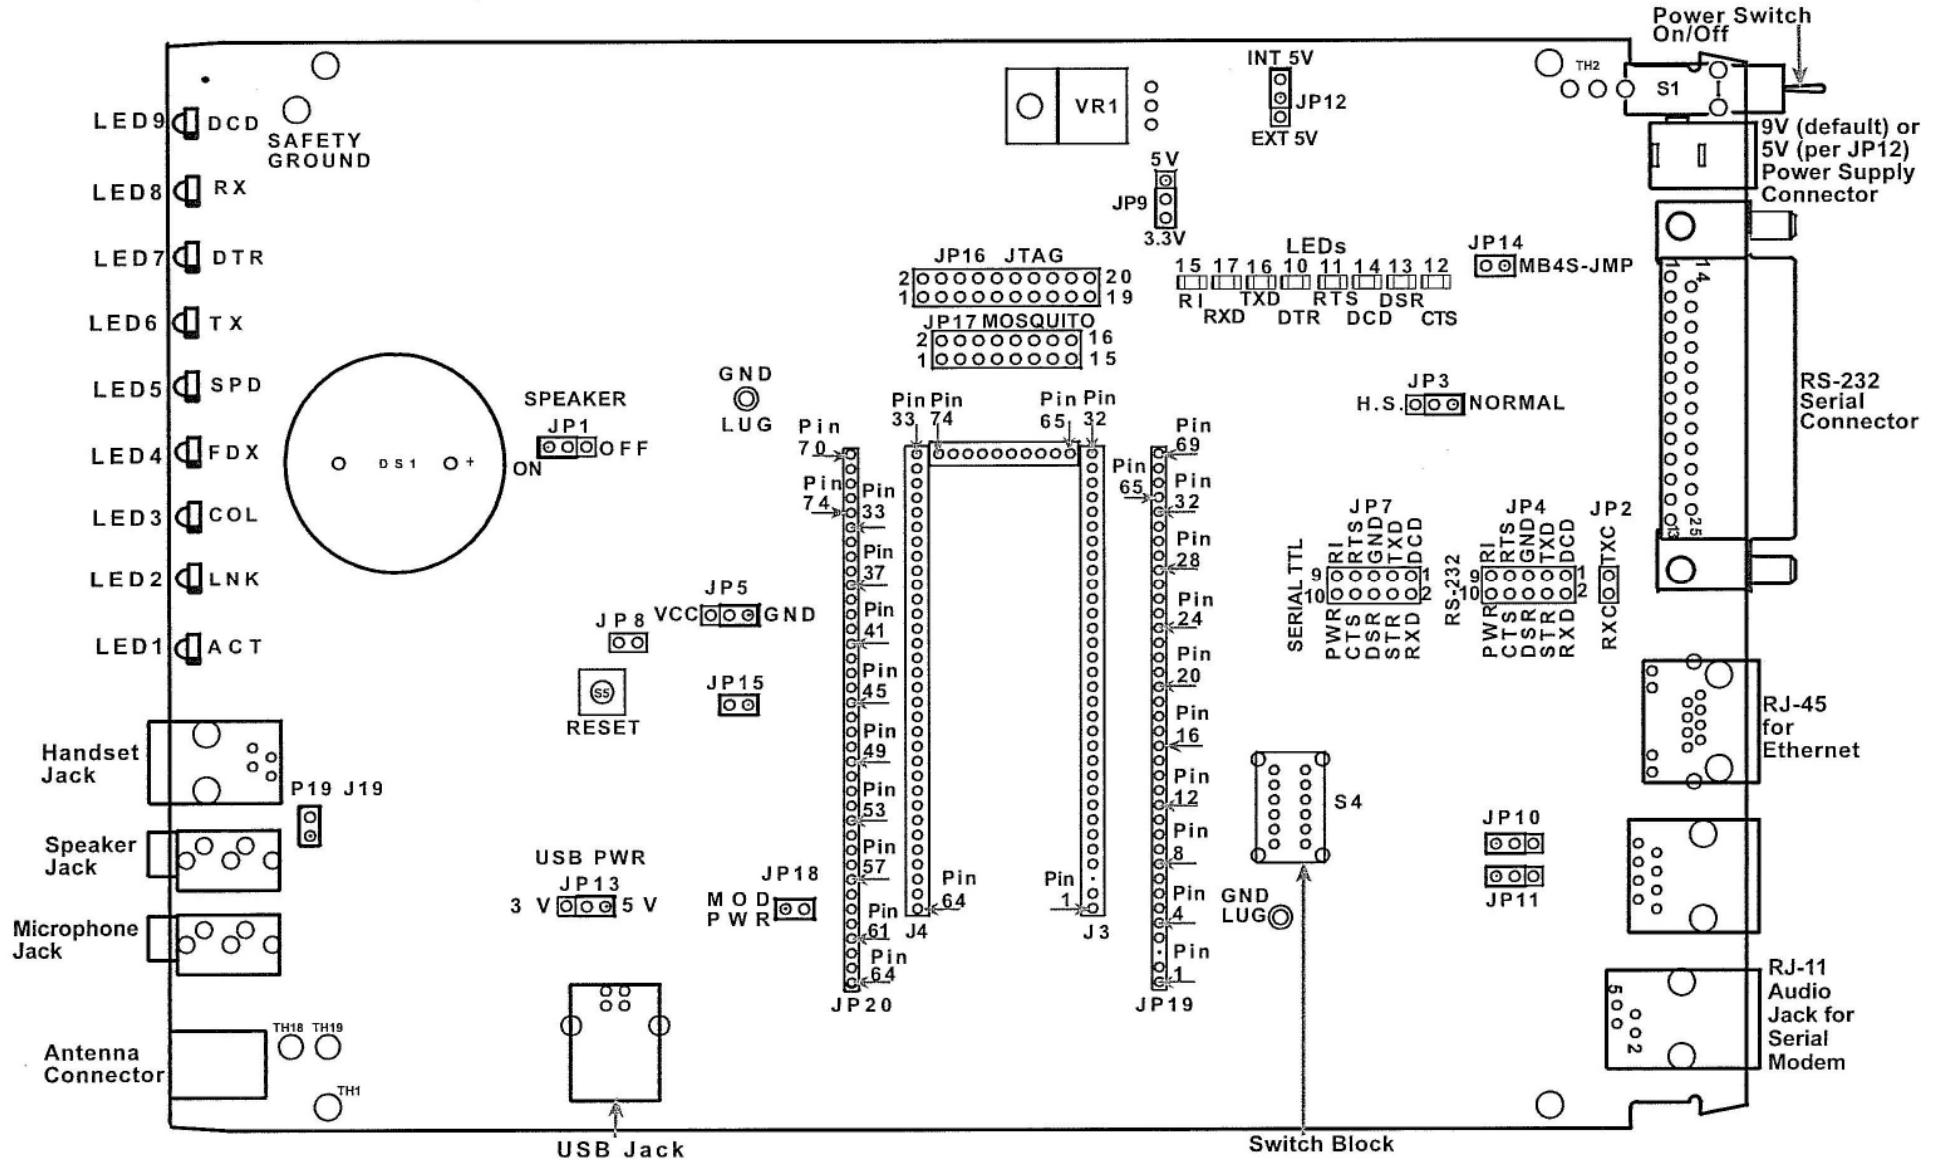 Power Switch
On/Off
TH2
S1
9V (default) or
5V (per JP12)
Power Supply
Connector
INT 5V
JP12
EXT 5V
VR1
5V
JP9
3.3V
LED9 DCD
SAFETY
GROUND
LED8 RX
LED7 DTR
LED6 TX
LED5 SPD
LED4 FDX
LED3 COL
LED2 LNK
LED1 ACT
JP16 JTAG
2 20
1 19
JP17 MOSQUITO
2 16
1 15
LEDs
15 17 16 10 11 14 13 12
RI TXD RTS DSR
RXD DTR DCD CTS
JP14
MB4S-JMP
1 14
13 25
RS-232
Serial
Connector
JP3
H.S. NORMAL
GND
LUG
SPEAKER
JP1
ON OFF
DS1 +
Pin
70
Pin
74
Pin
33
Pin
37
Pin
41
Pin
45
Pin
49
Pin
53
Pin
57
Pin
61
Pin
64
JP20
Pin Pin
33 74
Pin Pin
65 32
Pin
64
J4
Pin
1
J3
Pin
69
Pin
65
Pin
32
Pin
28
Pin
24
Pin
20
Pin
16
Pin
12
Pin
8
Pin
4
Pin
1
JP19
JP7
RI RTS GND TXD DCD
SERIAL TTL
9 1
10 2
PWR CTS DSR STR RXD
JP4
RI RTS GND TXD DCD
RS-232
9 1
10 2
PWR CTS DSR STR RXD
JP2
TXC
RXC
JP5
VCC GND
JP8
S5
RESET
JP15
RJ-45
for
Ethernet
S4
JP10
JP11
GND
LUG
Handset
Jack
P19 J19
Speaker
Jack
Microphone
Jack
USB PWR
JP13
3 V 5 V
JP18
MOD
PWR
RJ-11
Audio
Jack for
Serial
Modem
5
2
Antenna
Connector
TH18 TH19
TH1
USB Jack
Switch Block